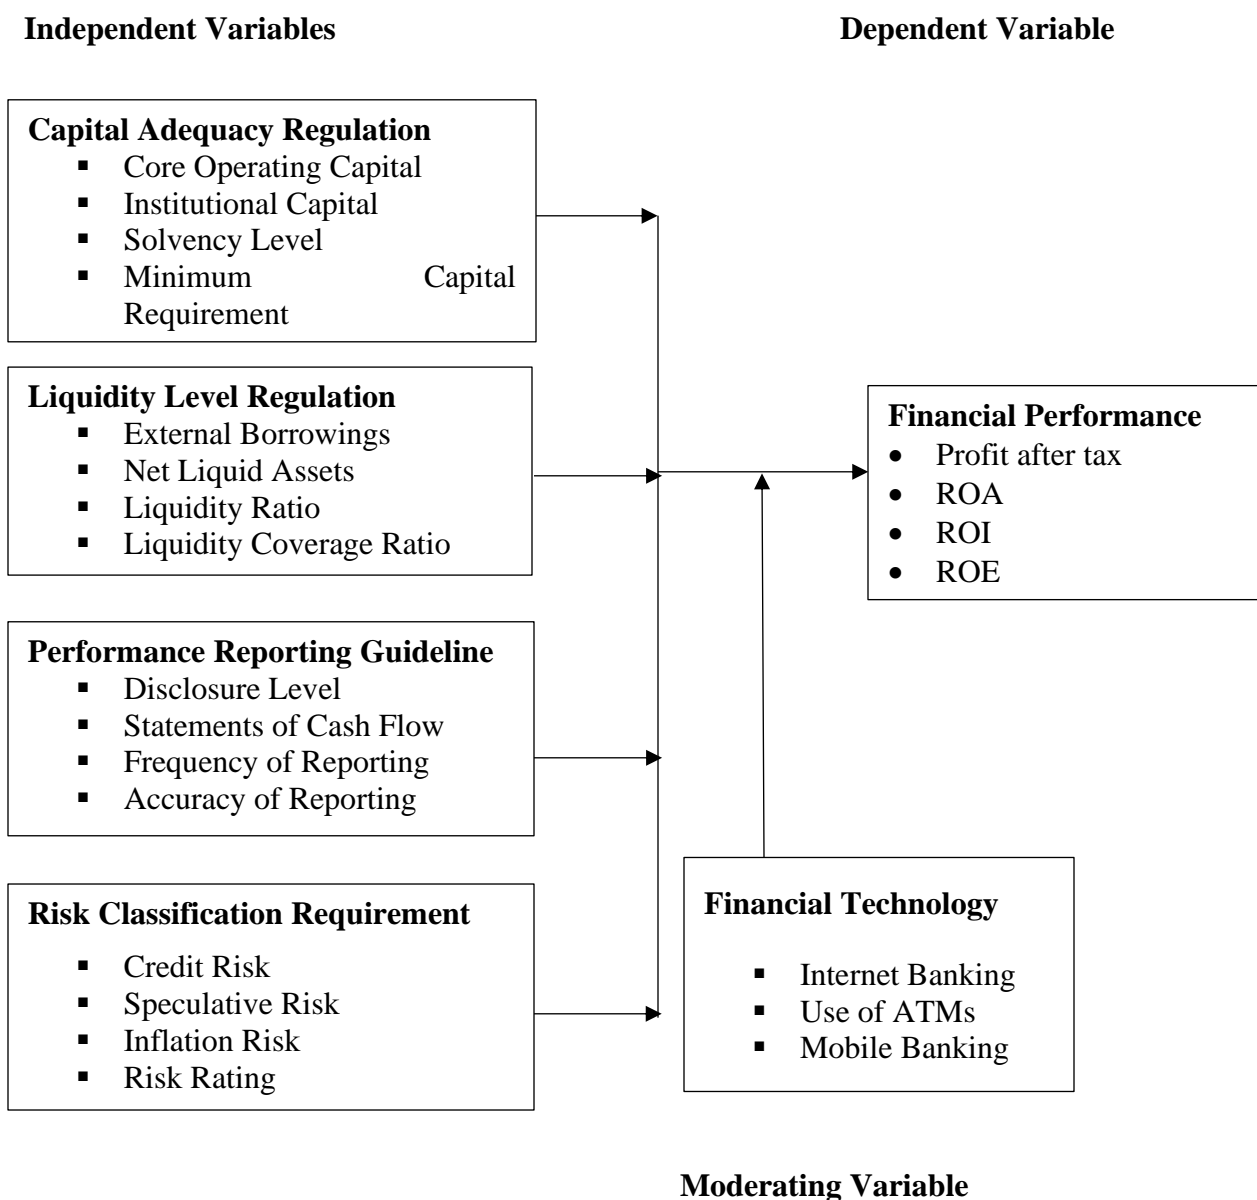 Independent Variables
Dependent Variable
Capital Adequacy Regulation
▪ Core Operating Capital
▪ Institutional Capital
▪ Solvency Level
▪ Minimum Capital
Requirement
Liquidity Level Regulation
▪ External Borrowings
▪ Net Liquid Assets
▪ Liquidity Ratio
▪ Liquidity Coverage Ratio
Financial Performance
• Profit after tax
• ROA
• ROI
• ROE
Performance Reporting Guideline
▪ Disclosure Level
▪ Statements of Cash Flow
▪ Frequency of Reporting
▪ Accuracy of Reporting
Risk Classification Requirement
▪ Credit Risk
▪ Speculative Risk
▪ Inflation Risk
▪ Risk Rating
Financial Technology
▪ Internet Banking
▪ Use of ATMs
▪ Mobile Banking
Moderating Variable